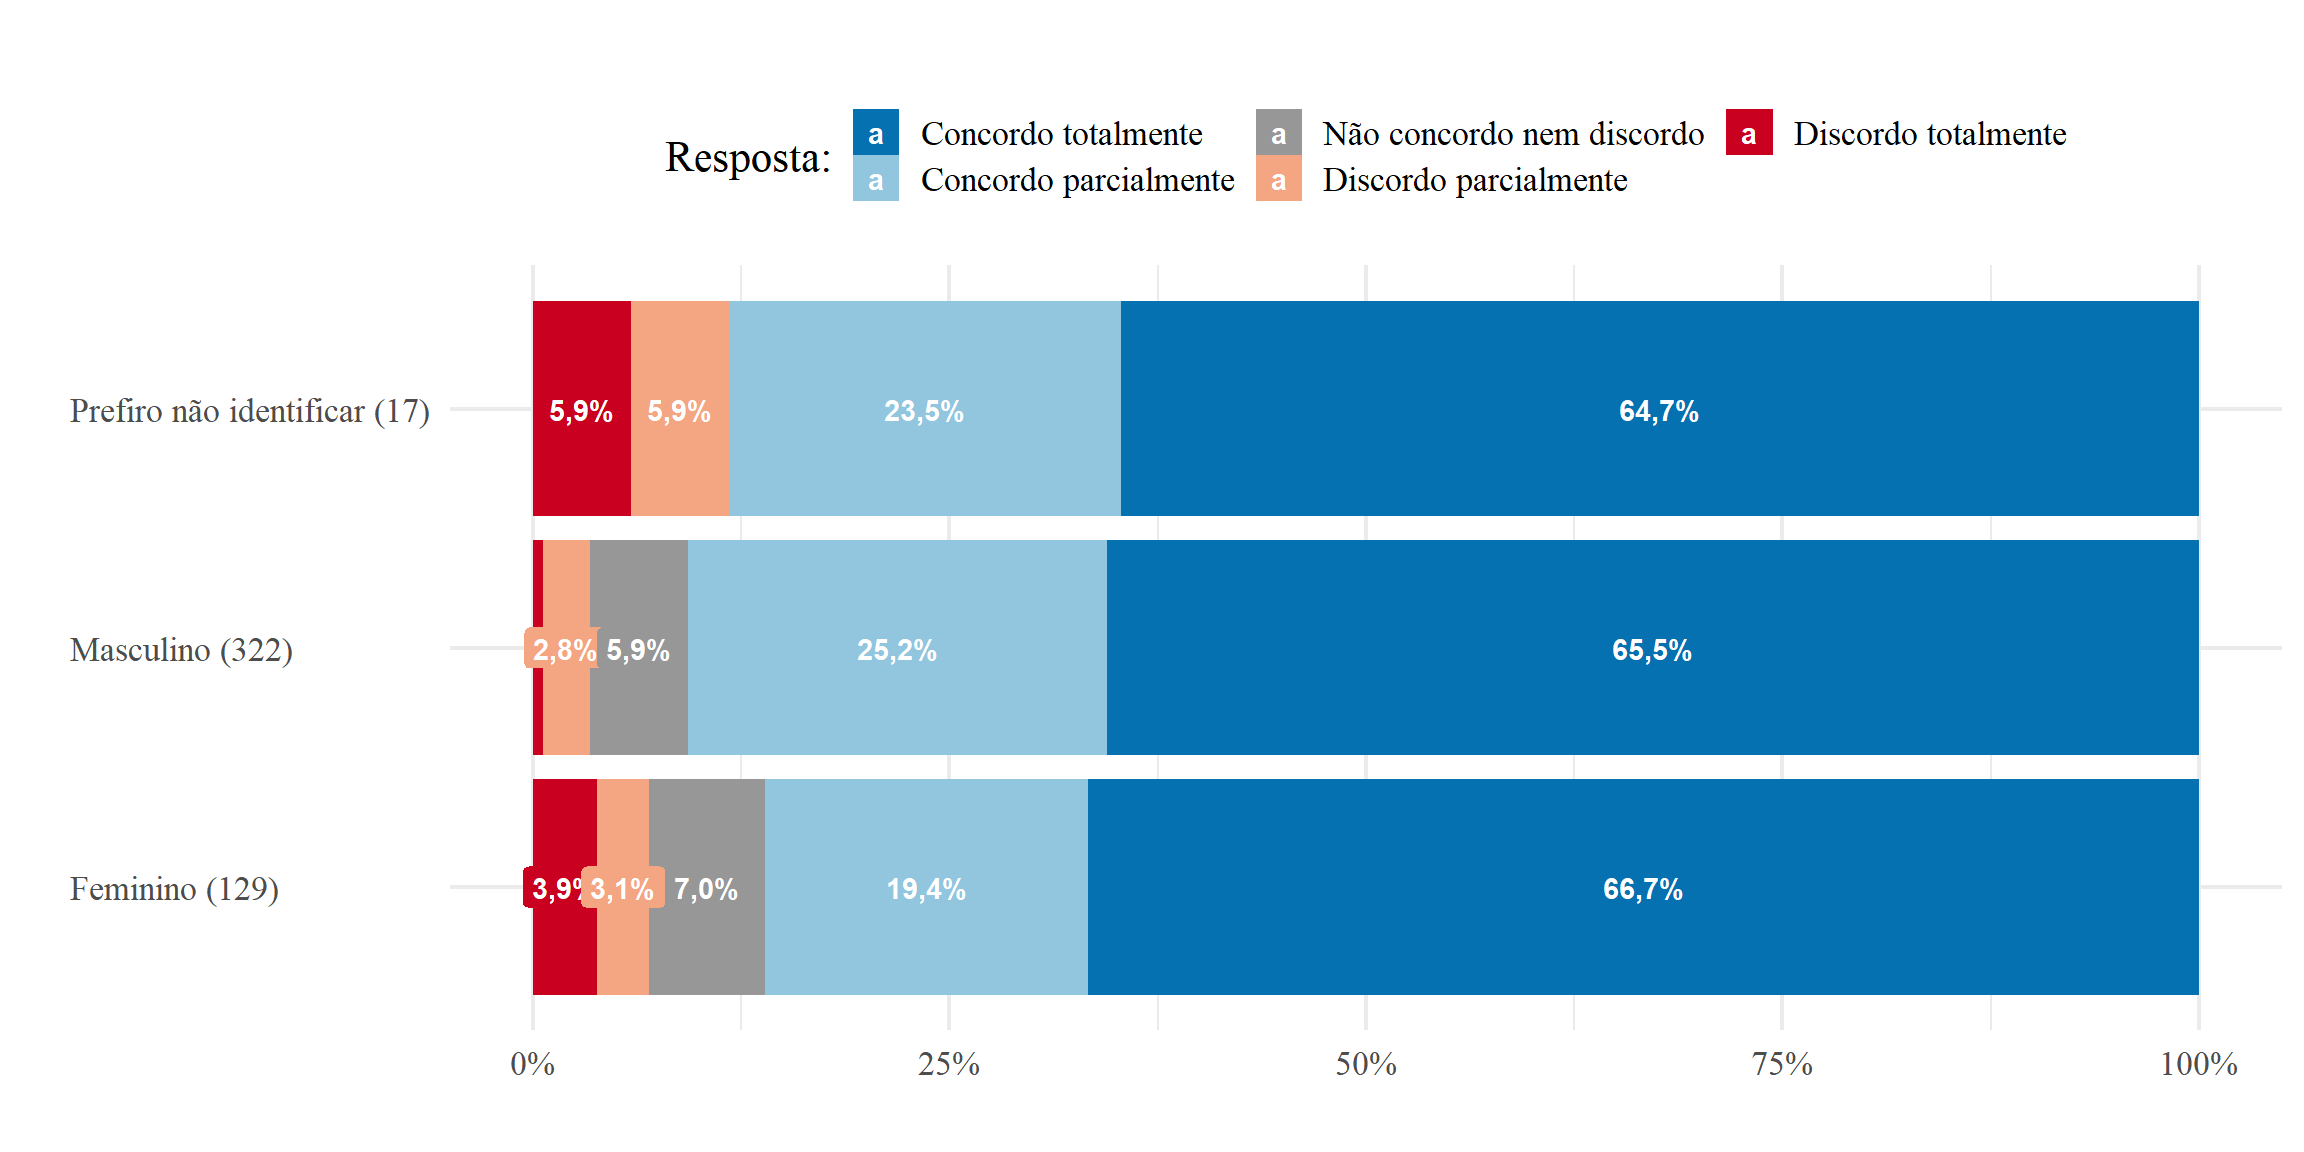 Resposta:
a Concordo totalmente
a Concordo parcialmente
a Não concordo nem discordo
a Discordo parcialmente
a Discordo totalmente
Prefiro não identificar (17)
5,9% 5,9% 23,5% 64,7%
Masculino (322)
2,8% 5,9% 25,2% 65,5%
Feminino (129)
3,9% 3,1% 7,0% 19,4% 66,7%
0% 25% 50% 75% 100%